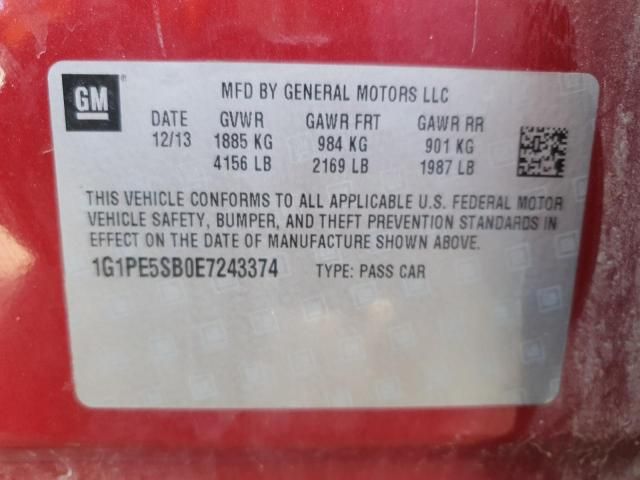 GM
MFD BY GENERAL MOTORS LLC
DATE GVWR GAWR FRT GAWR RR
12/13 1885 KG 984 KG 901 KG
4156 LB 2169 LB 1987 LB
THIS VEHICLE CONFORMS TO ALL APPLICABLE U.S. FEDERAL MOTOR
VEHICLE SAFETY, BUMPER, AND THEFT PREVENTION STANDARDS IN
EFFECT ON THE DATE OF MANUFACTURE SHOWN ABOVE.
1G1PE5SB0E7243374 TYPE: PASS CAR